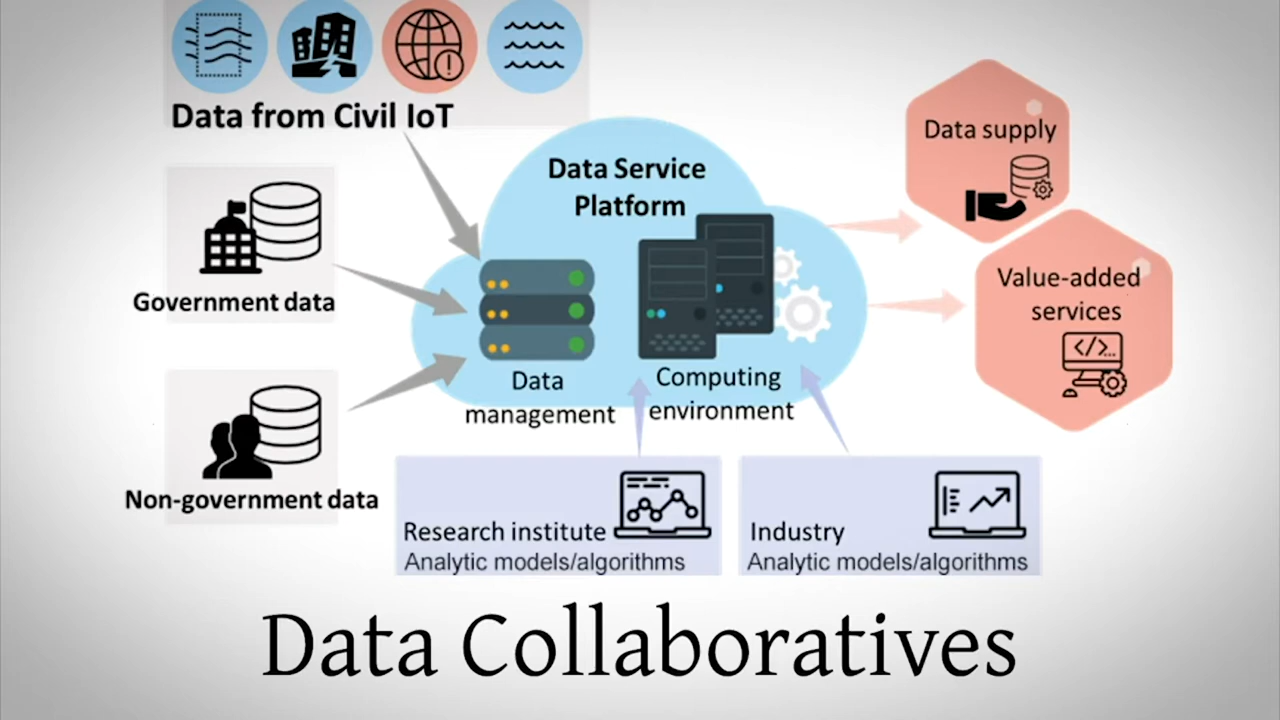 Data from Civil IoT
Data Service
Platform
Data supply
Government data
Value-added
services
</>...
Data
management
Computing
environment
Non-government data
Research institute
Analytic models/algorithms
Industry
Analytic models/algorithms
Data Collaboratives